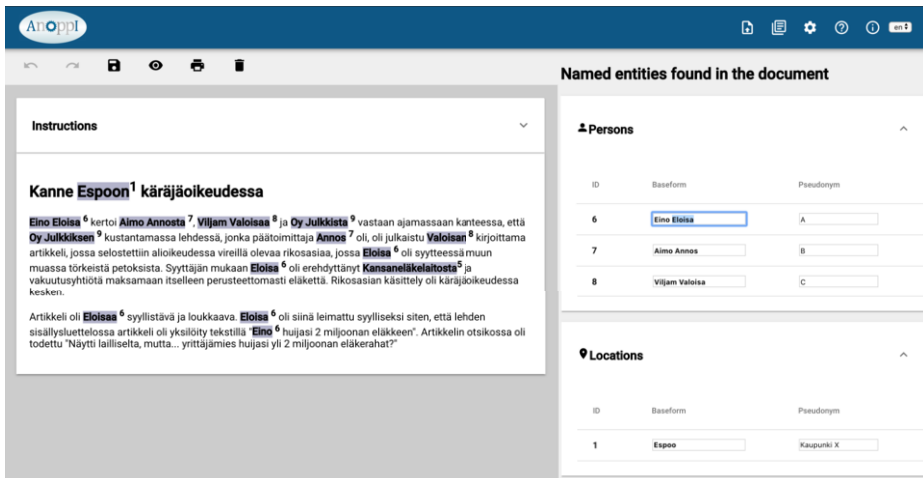 AnoppI
en
Named entities found in the document
Instructions
Kanne Espoon1 käräjäoikeudessa
Eino Eloisa 6 kertoi Aimo Annosta 7, Viljam Valoisaa 8 ja Oy Julkkista 9 vastaan ajamassaan kanteessa, että
Oy Julkkiksen 9 kustantamassa lehdessä, jonka päätoimittaja Annos 7 oli, oli julkaistu Valoisan 8 kirjoittama
artikkeli, jossa selostettiin alioikeudessa vireillä olevaa rikosasiaa, jossa Eloisa 6 oli syytteessä muun
muassa törkeistä petoksista. Syyttäjän mukaan Eloisa 6 oli erehdyttänyt Kansaneläkelaitosta5 ja
vakuutusyhtiötä maksamaan itselleen perusteettomasti eläkettä. Rikosasian käsittely oli käräjäoikeudessa
kesken.
Artikkeli oli Eloisaa 6 syyllistävä ja loukkaava. Eloisa 6 oli siinä leimattu syylliseksi siten, että lehden
sisällysluettelossa artikkeli oli yksilöity tekstillä "Eino 6 huijasi 2 miljoonan eläkkeen". Artikkelin otsikossa oli
todettu "Näytti lailliselta, mutta... yrittäjämies huijasi yli 2 miljoonan eläkerahat?"
Persons
ID Baseform Pseudonym
6 Eino Eloisa A
7 Aimo Annos B
8 Viljam Valoisa C
Locations
ID Baseform Pseudonym
1 Espoo Kaupunki X